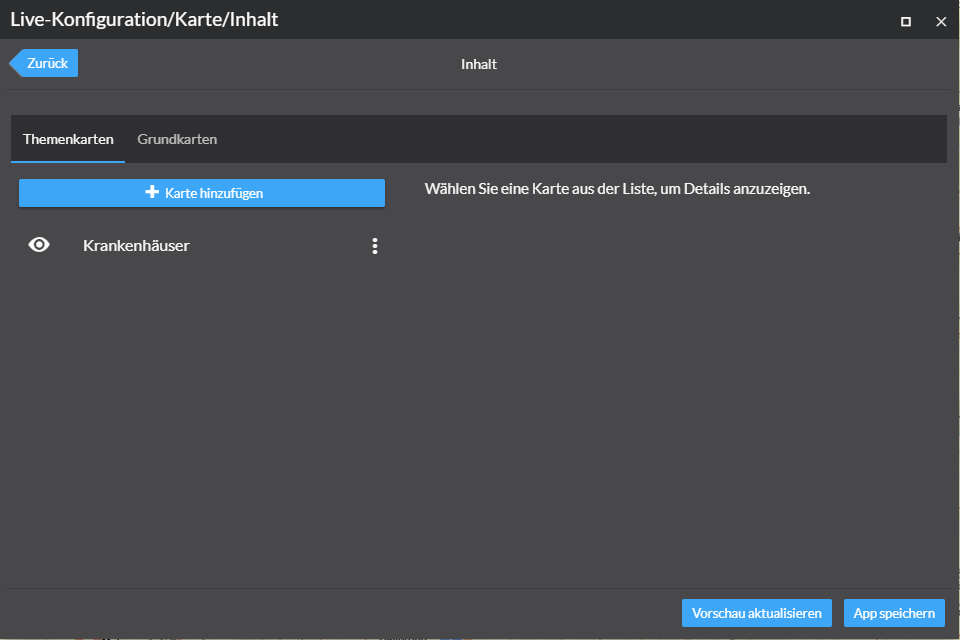 Live-Konfiguration/Karte/Inhalt
Zurück
Inhalt
Themenkarten Grundkarten
Karte hinzufügen
Wählen Sie eine Karte aus der Liste, um Details anzuzeigen.
Krankenhäuser
Vorschau aktualisieren
App speichern